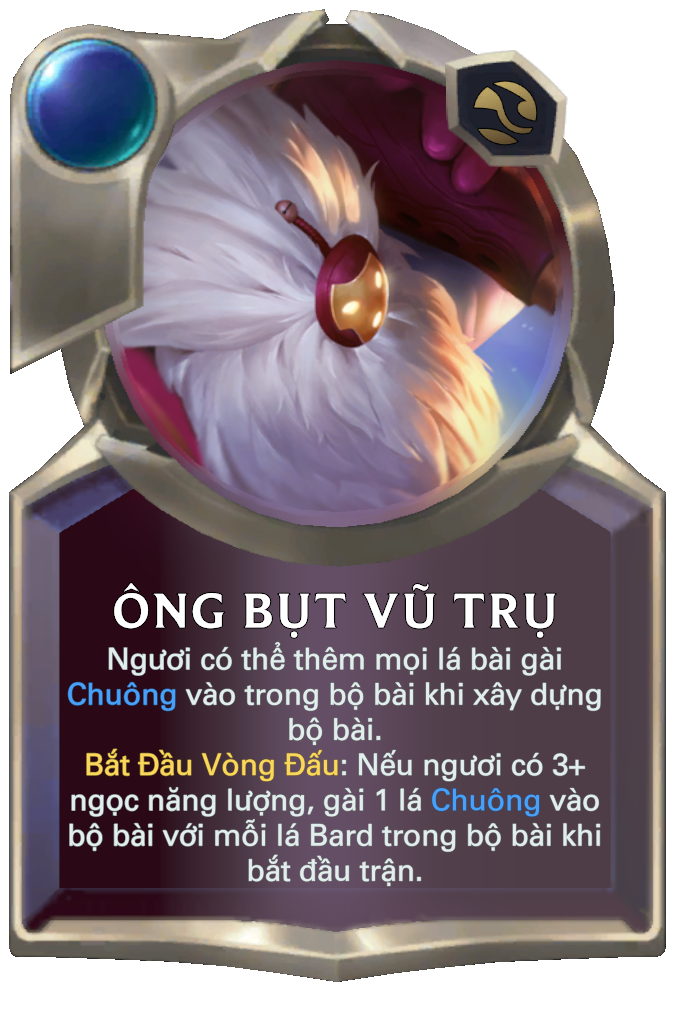 ÔNG BỤT VŨ TRỤ
Ngươi có thể thêm mọi lá bài gài
Chuông vào trong bộ bài khi xây dựng
bộ bài.
Bắt Đầu Vòng Đấu: Nếu ngươi có 3+
ngọc năng lượng, gài 1 lá Chuông vào
bộ bài với mỗi lá Bard trong bộ bài khi
bắt đầu trận.